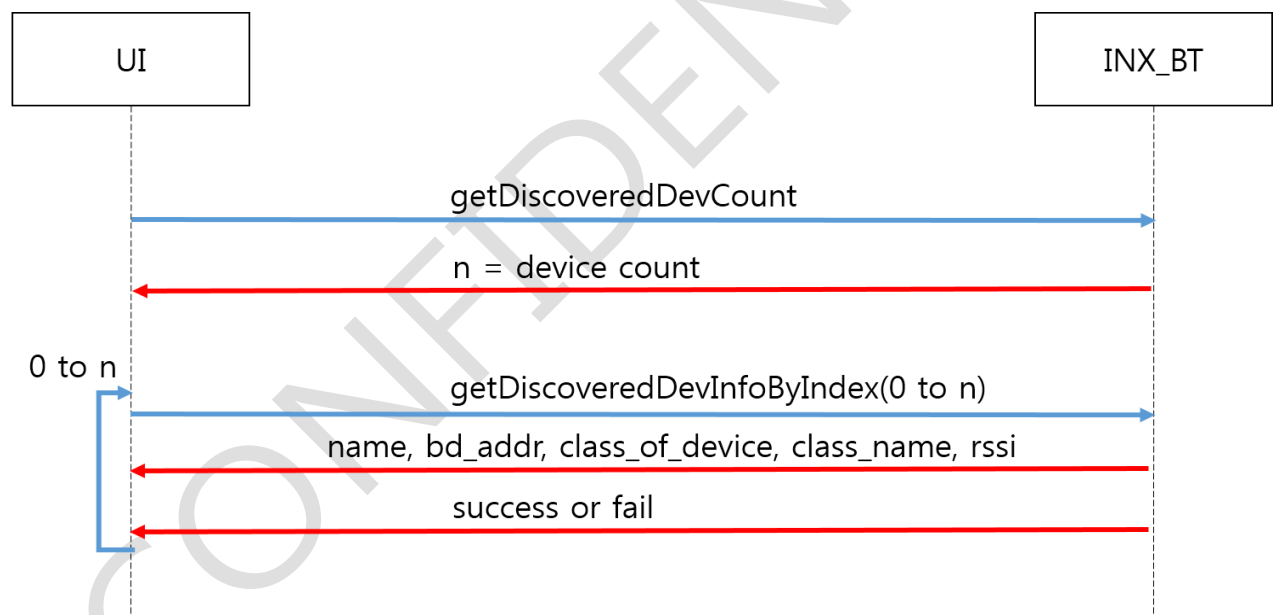 UI
INX_BT
getDiscoveredDevCount
n = device count
0 to n
getDiscoveredDevInfoByIndex(0 to n)
name, bd_addr, class_of_device, class_name, rssi
success or fail
CONFIDEN